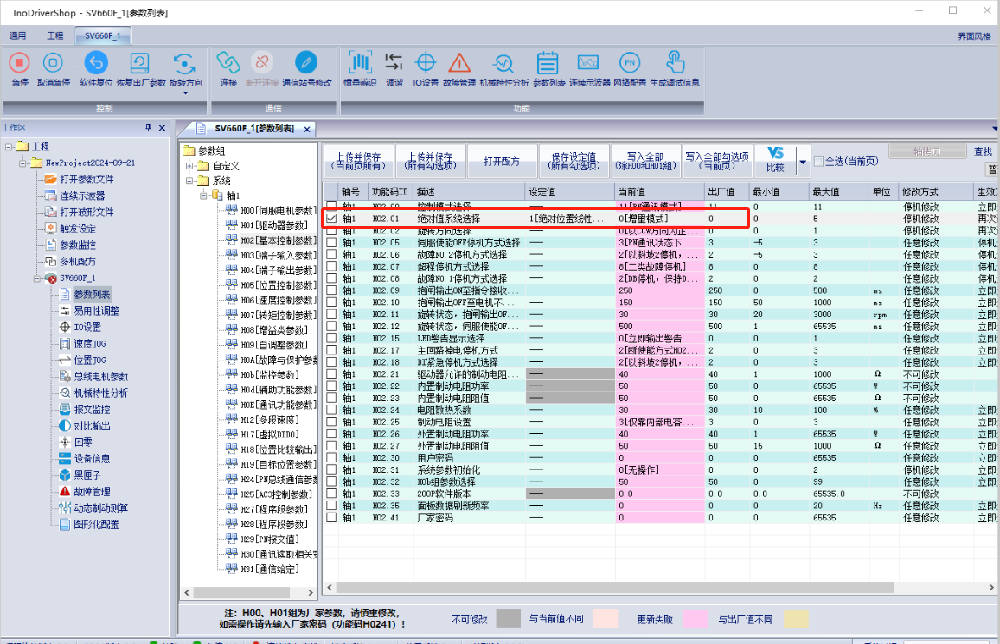 InoDriverShop - SV660F_1[参数列表]
通用 工程 SV660F_1 界面风格
急停 取消急停 软件复位 恢复出厂参数 旋转方向 连接 断开连接 通信站号修改 惯量辨识 调谐 IO设置 故障管理 机械特性分析 参数列表 连续示波器 网络配置 生成调试信息
控制 通信 功能
工作区
工程
NewProject2024-09-21
打开参数文件
连续示波器
打开波形文件
触发设定
参数监控
多机配方
SV660F_1
参数列表
易用性调整
IO设置
速度JOG
位置JOG
总线电机参数
机械特性分析
报文监控
对比输出
回零
设备信息
黑匣子
故障管理
动态制动测算
图形化配置
SV660F_1[参数列表]
参数组
自定义
系统
轴1
H00[伺服电机参数]
H01[驱动器参数]
H02[基本控制参数]
H03[端子输入参数]
H04[端子输出参数]
H05[位置控制参数]
H06[速度控制参数]
H07[转矩控制参数]
H08[增益类参数]
H09[自调整参数]
H0A[故障与保护参数
H0b[监控参数]
H0d[辅助功能参数]
H0E[通讯功能参数]
H12[多段速度]
H17[虚拟DIDO]
H18[位置比较输出]
H19[目标位置参数]
H24[PN总线通信参数
H25[AC3控制参数]
H27[程序段参数]
H28[程序段参数]
H29[PN报文值]
H30[通讯读取相关变
H31[通信给定]
上传并保存 (当前页所有) 上传并保存 (所有勾选项) 打开配方 保存设定值 (所有勾选项) 写入全部 (除H00和H01组) 写入全部勾选项 (当前页) VS 比较 全选(当前页) 轴拷贝 查找
轴号 功能码ID 描述 设定值 当前值 出厂值 最小值 最大值 单位 修改方式 生效方
轴1 H02.00 控制模式选择 —— 11[PN通讯模式] 11 0 11 停机修改 立即
轴1 H02.01 绝对值系统选择 1[绝对位置线性... 0[增量模式] 0 0 5 停机修改 再次
轴1 H02.02 旋转方向选择 —— 0[以CCW方向为正... 0 0 1 停机修改 再次
轴1 H02.05 伺服使能OFF停机方式选择 —— 3[PN通讯状态下... 3 -5 3 任意修改 停机
轴1 H02.06 故障NO.2停机方式选择 —— 2[以斜坡2停机，... 2 -5 3 任意修改 停机
轴1 H02.07 超程停机方式选择 —— 8[二类故障停机] 8 0 8 任意修改 停机
轴1 H02.08 故障NO.1停机方式选择 —— 2[DB停机，保持D... 2 0 2 任意修改 停机
轴1 H02.09 抱闸输出ON至指令接收... —— 250 250 0 500 ms 任意修改 立即
轴1 H02.10 抱闸输出OFF至电机不... —— 150 150 50 1000 ms 任意修改 立即
轴1 H02.11 旋转状态，抱闸输出OF... —— 30 30 20 3000 rpm 任意修改 立即
轴1 H02.12 旋转状态，伺服使能OF... —— 500 500 1 65535 ms 任意修改 立即
轴1 H02.15 LED警告显示选择 —— 0[立即输出警告... 0 0 1 任意修改 立即
轴1 H02.17 主回路掉电停机方式 —— 2[断使能方式H02... 2 0 3 任意修改 立即
轴1 H02.18 DI紧急停机方式选择 —— 2[以斜坡2停机，... 2 0 3 任意修改 立即
轴1 H02.21 驱动器允许的制动电阻... —— 40 40 1 1000 Ω 不可修改
轴1 H02.22 内置制动电阻功率 —— 50 50 0 65535 W 不可修改
轴1 H02.23 内置制动电阻阻值 —— 50 50 0 65535 Ω 不可修改
轴1 H02.24 电阻散热系数 —— 30 30 10 100 % 任意修改 立即
轴1 H02.25 制动电阻设置 —— 3[仅靠内部电容... 3 0 3 任意修改 立即
轴1 H02.26 外置制动电阻功率 —— 40 40 1 65535 W 任意修改 立即
轴1 H02.27 外置制动电阻阻值 —— 50 50 15 1000 Ω 任意修改 立即
轴1 H02.30 用户密码 —— 0 0 0 65535 任意修改 立即
轴1 H02.31 系统参数初始化 —— 0[无操作] 0 0 2 停机修改 立即
轴1 H02.32 H0b组参数选择 —— 50 50 0 99 任意修改 立即
轴1 H02.33 200P软件版本 —— 0.0 0.0 0.0 65535.0 不可修改
轴1 H02.35 面板数据刷新频率 —— 0 0 0 20 Hz 任意修改 立即
轴1 H02.41 厂家密码 —— 0 0 0 65535 任意修改 立即
注: H00、H01组为厂家参数，请慎重修改，
如需操作请先输入厂家密码（功能码H0241）!
不可修改 与当前值不同 更新失败 与出厂值不同